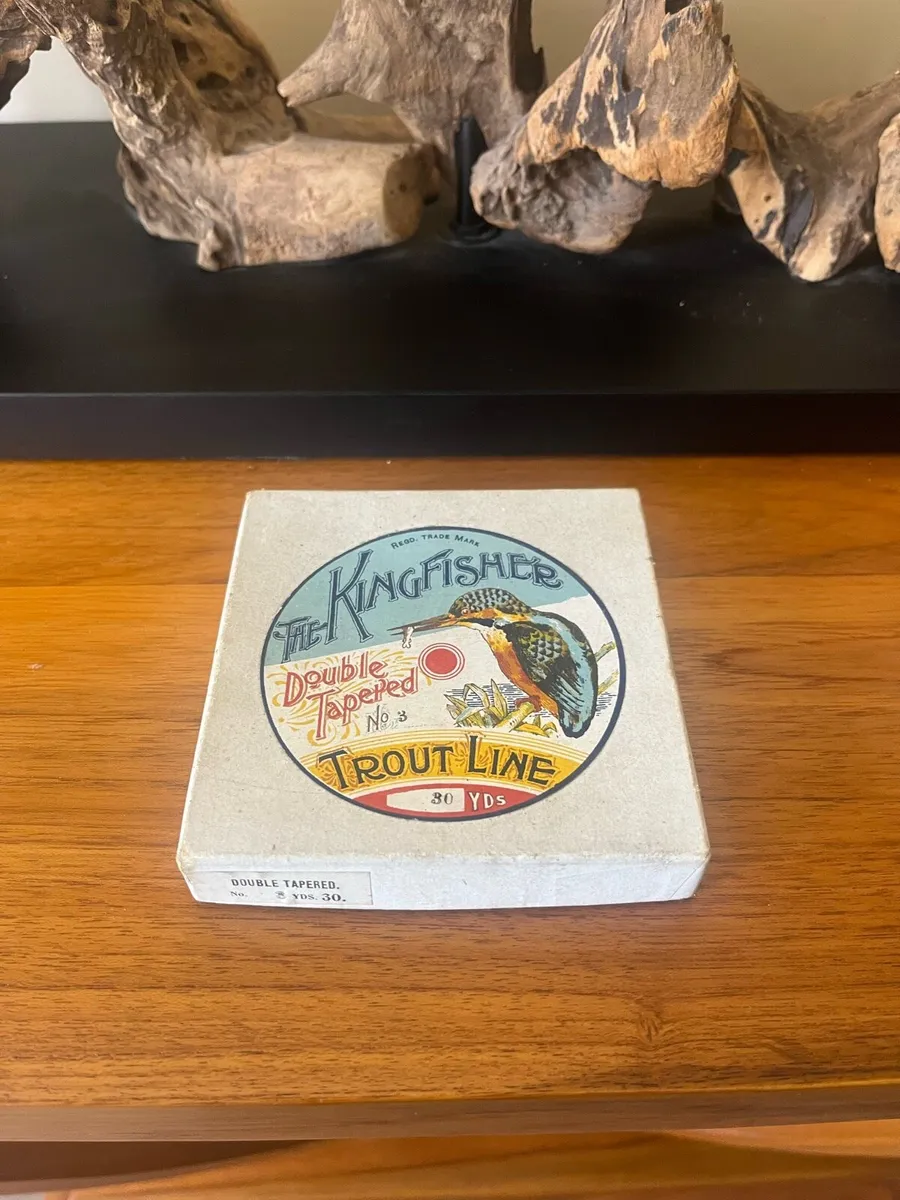 REGD. TRADE MARK
THE KINGFISHER
Double
Tapered
No 3
TROUT LINE
30 YDS
DOUBLE TAPERED.
No. 3 YDS. 30.